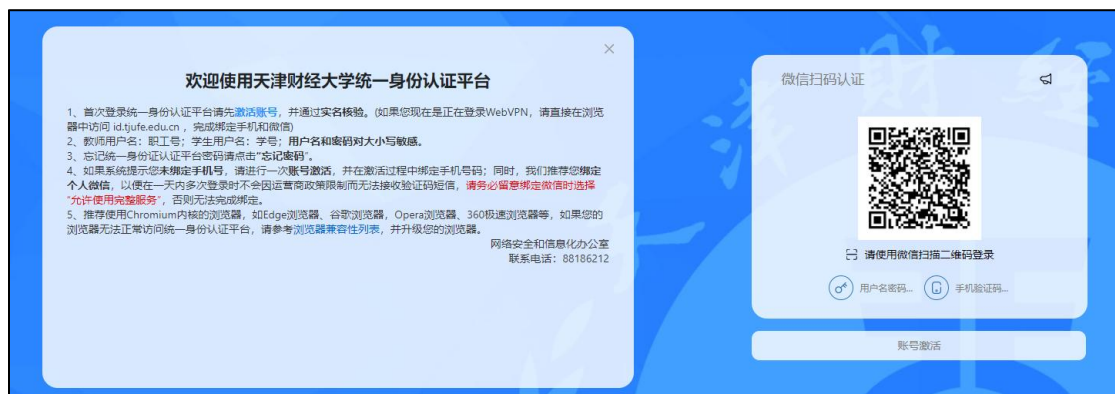 欢迎使用天津财经大学统一身份认证平台
1、首次登录统一身份认证平台请先激活账号，并通过实名核验。(如果您现在是正在登录WebVPN，请直接在浏览
器中访问 id.tjufe.edu.cn ，完成绑定手机和微信)
2、教师用户名：职工号；学生用户名：学号；用户名和密码对大小写敏感。
3、忘记统一身份证认证平台密码请点击"忘记密码"。
4、如果系统提示您未绑定手机号，请进行一次账号激活，并在激活过程中绑定手机号码；同时，我们推荐您绑定
个人微信，以便在一天内多次登录时不会因运营商政策限制而无法接收验证码短信，请务必留意绑定微信时选择
"允许使用完整服务"，否则无法完成绑定。
5、推荐使用Chromium内核的浏览器，如Edge浏览器、谷歌浏览器，Opera浏览器、360极速浏览器等，如果您的
浏览器无法正常访问统一身份认证平台，请参考浏览器兼容性列表，并升级您的浏览器。
网络安全和信息化办公室
联系电话：88186212
微信扫码认证
请使用微信扫描二维码登录
用户名密码... 手机验证码...
账号激活